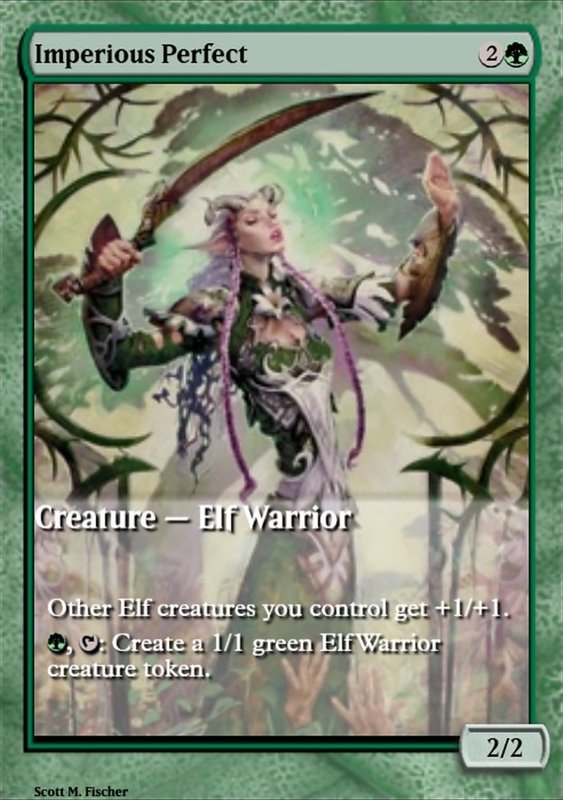 Imperious Perfect 2
Creature — Elf Warrior
Other Elf creatures you control get +1/+1.
, : Create a 1/1 green Elf Warrior
creature token.
2/2
Scott M. Fischer